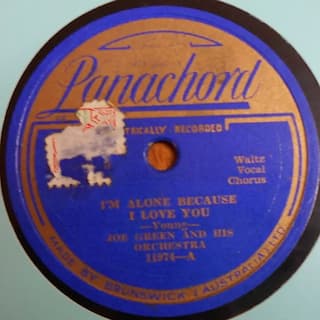 Panachord
TRICALLY RECORDED
Waltz
Vocal
Chorus
I'M ALONE BECAUSE
I LOVE YOU
—Young—
JOE GREEN AND HIS
ORCHESTRA
11974—A
MADE BY BRUNSWICK (AUSTRALIA) LTD